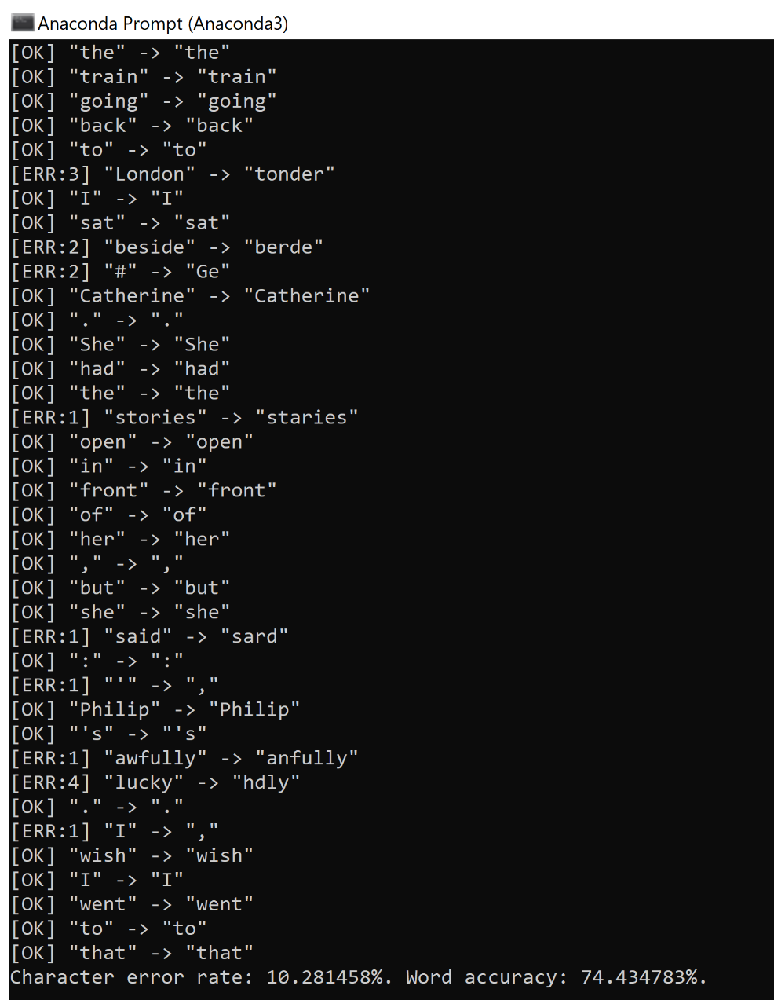 Anaconda Prompt (Anaconda3)
[OK] "the" -> "the"
[OK] "train" -> "train"
[OK] "going" -> "going"
[OK] "back" -> "back"
[OK] "to" -> "to"
[ERR:3] "London" -> "tonder"
[OK] "I" -> "I"
[OK] "sat" -> "sat"
[ERR:2] "beside" -> "berde"
[ERR:2] "#" -> "Ge"
[OK] "Catherine" -> "Catherine"
[OK] "." -> "."
[OK] "She" -> "She"
[OK] "had" -> "had"
[OK] "the" -> "the"
[ERR:1] "stories" -> "staries"
[OK] "open" -> "open"
[OK] "in" -> "in"
[OK] "front" -> "front"
[OK] "of" -> "of"
[OK] "her" -> "her"
[OK] "," -> ","
[OK] "but" -> "but"
[OK] "she" -> "she"
[ERR:1] "said" -> "sard"
[OK] ":" -> ":"
[ERR:1] "'" -> ","
[OK] "Philip" -> "Philip"
[OK] "'s" -> "'s"
[ERR:1] "awfully" -> "anfully"
[ERR:4] "lucky" -> "hdly"
[OK] "." -> "."
[ERR:1] "I" -> ","
[OK] "wish" -> "wish"
[OK] "I" -> "I"
[OK] "went" -> "went"
[OK] "to" -> "to"
[OK] "that" -> "that"
Character error rate: 10.281458%. Word accuracy: 74.434783%.